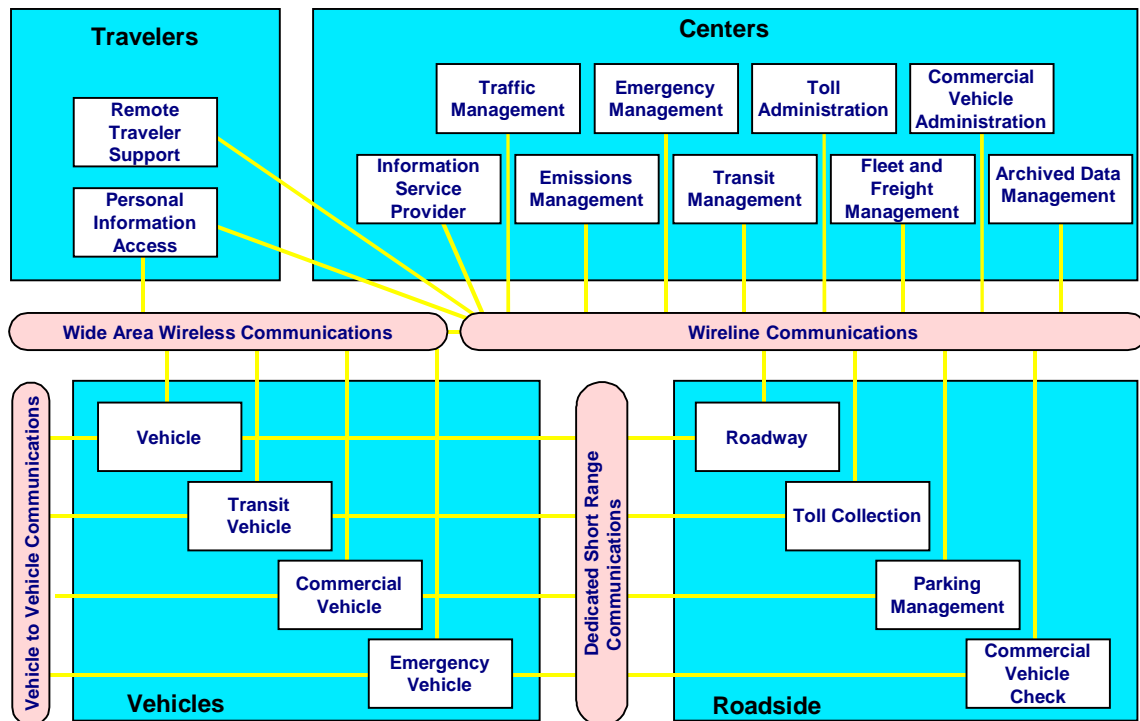 Travelers
Remote
Traveler
Support
Personal
Information
Access
Centers
Traffic
Management
Emergency
Management
Toll
Administration
Commercial
Vehicle
Administration
Information
Service
Provider
Emissions
Management
Transit
Management
Fleet and
Freight
Management
Archived Data
Management
Wide Area Wireless Communications
Wireline Communications
Vehicle to Vehicle Communications
Vehicle
Transit
Vehicle
Commercial
Vehicle
Emergency
Vehicle
Vehicles
Dedicated Short Range
Communications
Roadway
Toll Collection
Parking
Management
Commercial
Vehicle
Check
Roadside